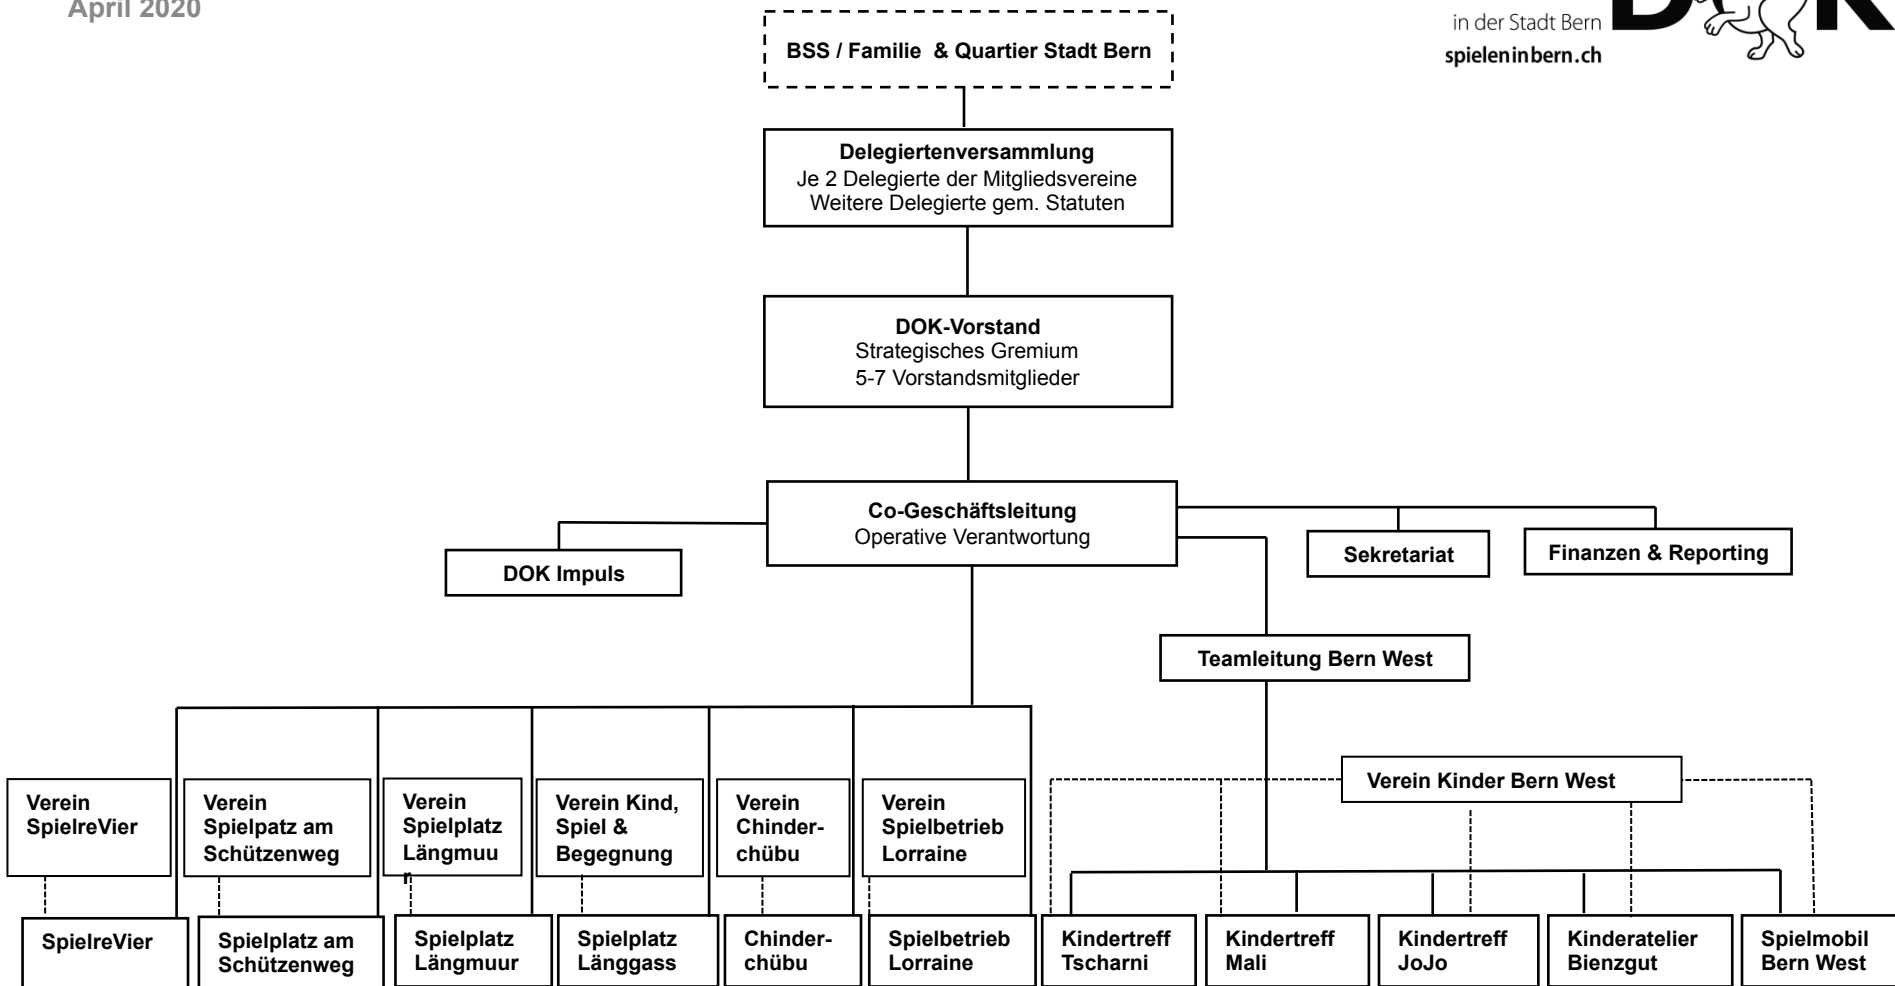 April 2020
in der Stadt Bern
spieleninbern.ch
DOK
BSS / Familie & Quartier Stadt Bern
Delegiertenversammlung
Je 2 Delegierte der Mitgliedsvereine
Weitere Delegierte gem. Statuten
DOK-Vorstand
Strategisches Gremium
5-7 Vorstandsmitglieder
Co-Geschäftsleitung
Operative Verantwortung
DOK Impuls
Sekretariat
Finanzen & Reporting
Teamleitung Bern West
Verein Kinder Bern West
Verein
SpielreVier
Verein
Spielpatz am
Schützenweg
Verein
Spielplatz
Längmuu
r
Verein Kind,
Spiel &
Begegnung
Verein
Chinder-
chübu
Verein
Spielbetrieb
Lorraine
SpielreVier
Spielplatz am
Schützenweg
Spielplatz
Längmuur
Spielplatz
Länggass
Chinder-
chübu
Spielbetrieb
Lorraine
Kindertreff
Tscharni
Kindertreff
Mali
Kindertreff
JoJo
Kinderatelier
Bienzgut
Spielmobil
Bern West